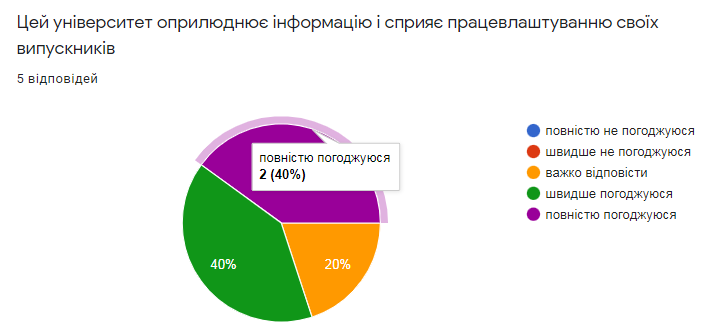 Цей університет оприлюднює інформацію і сприяє працевлаштуванню своїх
випускників
5 відповідей
повністю погоджуюся
2 (40%)
40%
20%
повністю не погоджуюся
швидше не погоджуюся
важко відповісти
швидше погоджуюся
повністю погоджуюся